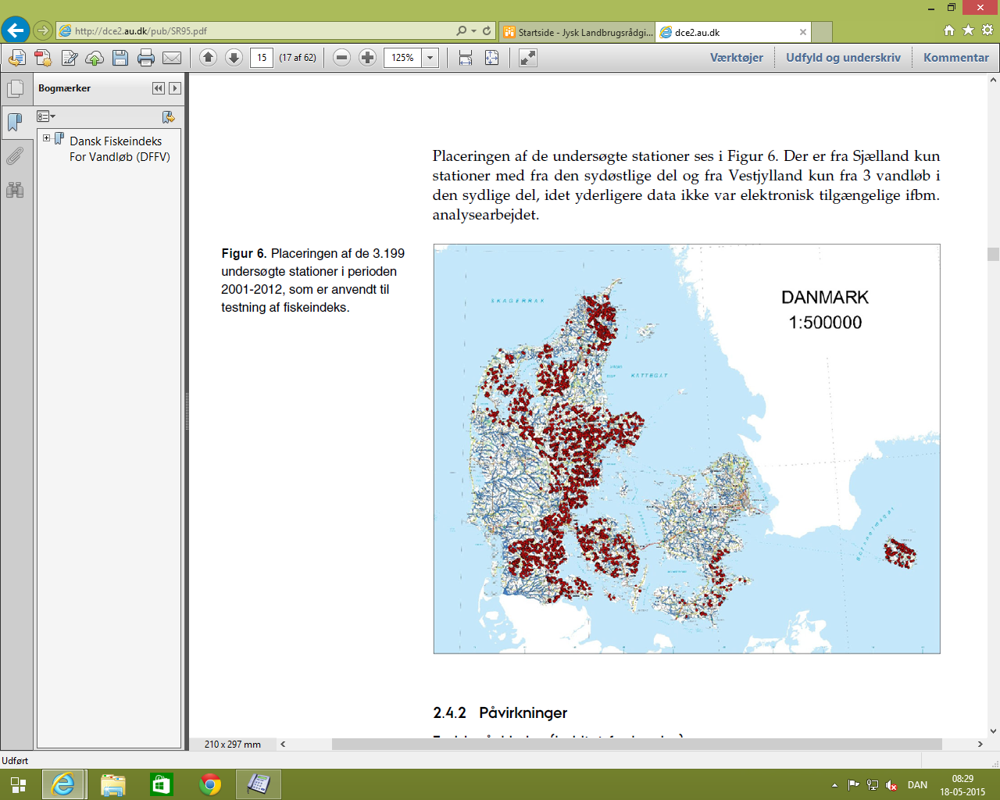 http://dce2.au.dk/pub/SR95.pdf
Startside - Jysk Landbrugsrådgi...
dce2.au.dk
15
(17 af 62)
125%
Værktøjer
Udfyld og underskriv
Kommentar
Bogmærker
Dansk Fiskeindeks
For Vandløb (DFFV)
Placeringen af de undersøgte stationer ses i Figur 6. Der er fra Sjælland kun
stationer med fra den sydøstlige del og fra Vestjylland kun fra 3 vandløb i
den sydlige del, idet yderligere data ikke var elektronisk tilgængelige ifbm.
analysearbejdet.
Figur 6. Placeringen af de 3.199
undersøgte stationer i perioden
2001-2012, som er anvendt til
testning af fiskeindeks.
DANMARK
1:500000
SKAGERRAK
KATTEGAT
2.4.2 Påvirkninger
210 x 297 mm
Udført
DAN
08:29
18-05-2015